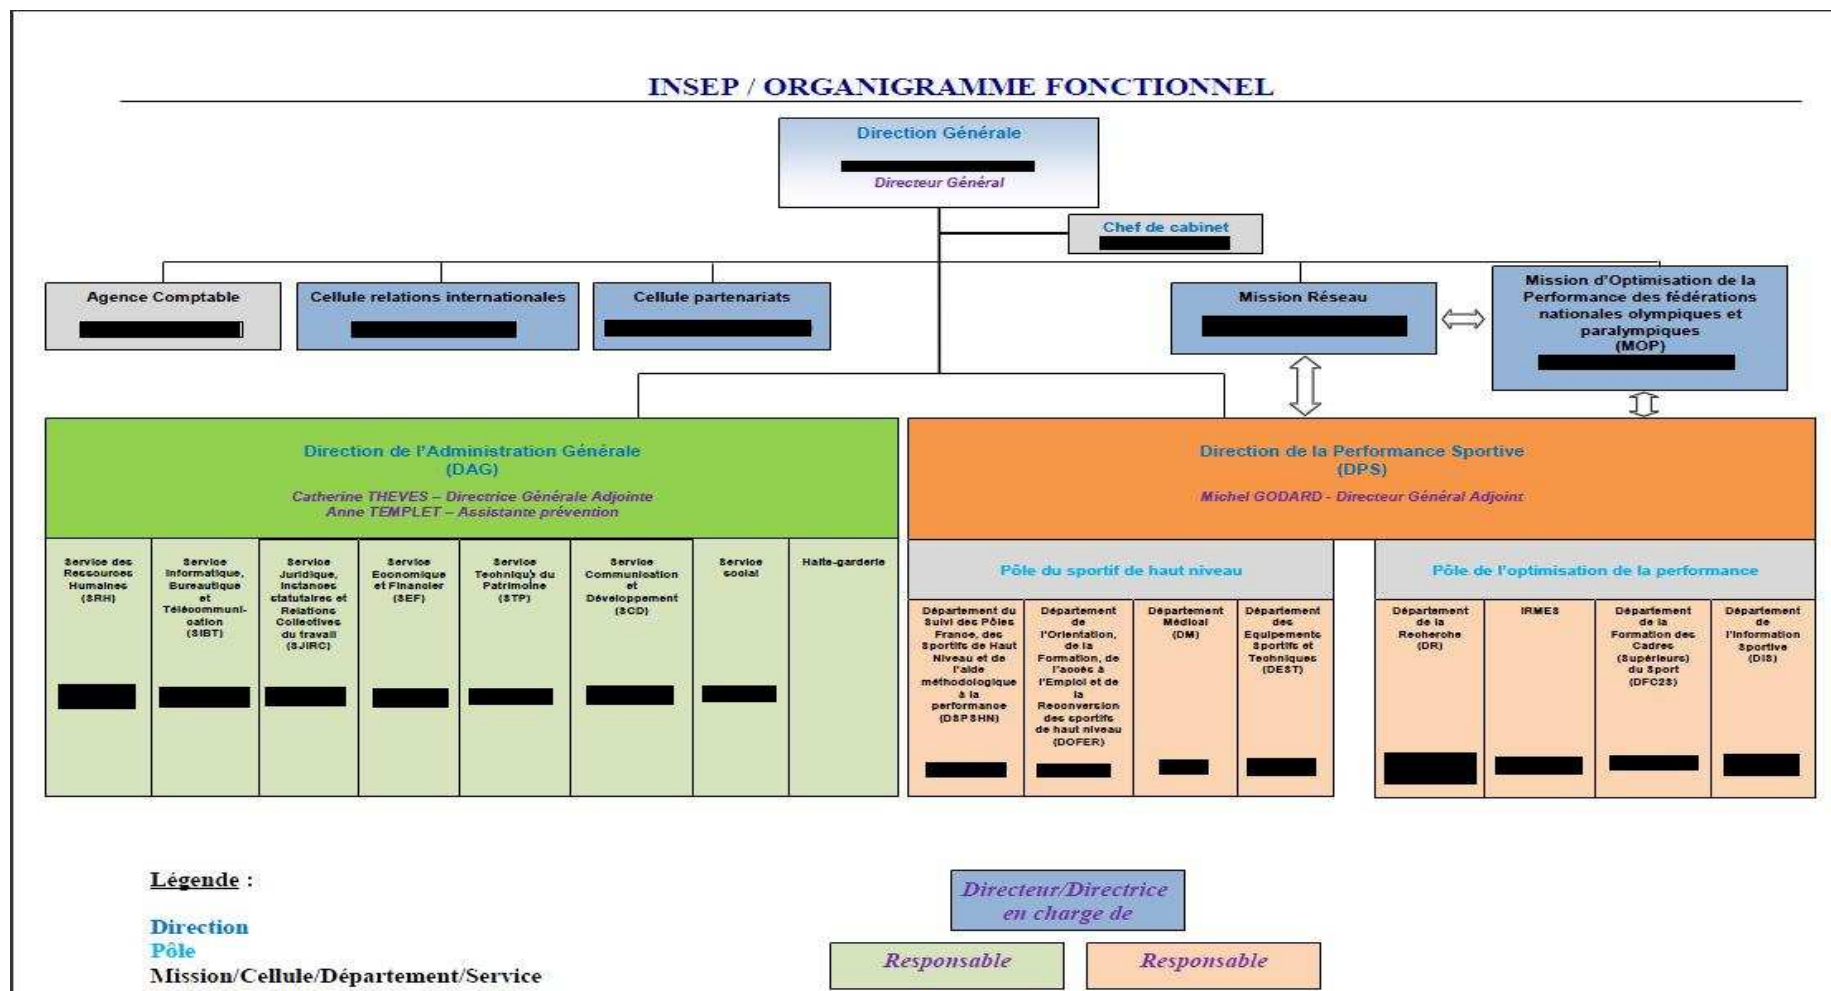 INSEP / ORGANIGRAMME FONCTIONNEL
Direction Générale
Directeur Général
Chef de cabinet
Agence Comptable
Cellule relations internationales
Cellule partenariats
Mission Réseau
Mission d'Optimisation de la
Performance des fédérations
nationales olympiques et
paralympiques
(MOP)
Direction de l'Administration Générale
(DAG)
Catherine THEVES – Directrice Générale Adjointe
Anne TEMPLET – Assistante prévention
Direction de la Performance Sportive
(DPS)
Michel GODARD - Directeur Général Adjoint
Service des
Ressources
Humaines
(SRH)
Service
Informatique,
Bureautique
et
Télécommuni-
cation
(SIBT)
Service
Juridique,
Instances
statutaires et
Relations
Collectives
du travail
(SJIRC)
Service
Economique
et Financier
(SEF)
Service
Technique du
Patrimoine
(STP)
Service
Communication
et
Développement
(SCD)
Service
social
Halte-garderie
Pôle du sportif de haut niveau
Département du
Suivi des Pôles
France, des
Sportifs de Haut
Niveau et de
l'aide
méthodologique
à la
performance
(DSPSHN)
Département
de
l'Orientation,
de la
Formation, de
l'accès à
l'Emploi et de
la
Reconversion
des sportifs
de haut niveau
(DOFER)
Département
Médical
(DM)
Département
des
Equipements
Sportifs et
Techniques
(DEST)
Pôle de l'optimisation de la performance
Département
de la
Recherche
(DR)
IRMES
Département
de la
Formation des
Cadres
(Supérieurs)
du Sport
(DFC2S)
Département
de
l'Information
Sportive
(DIS)
Légende :
Direction
Pôle
Mission/Cellule/Département/Service
Directeur/Directrice
en charge de
Responsable
Responsable